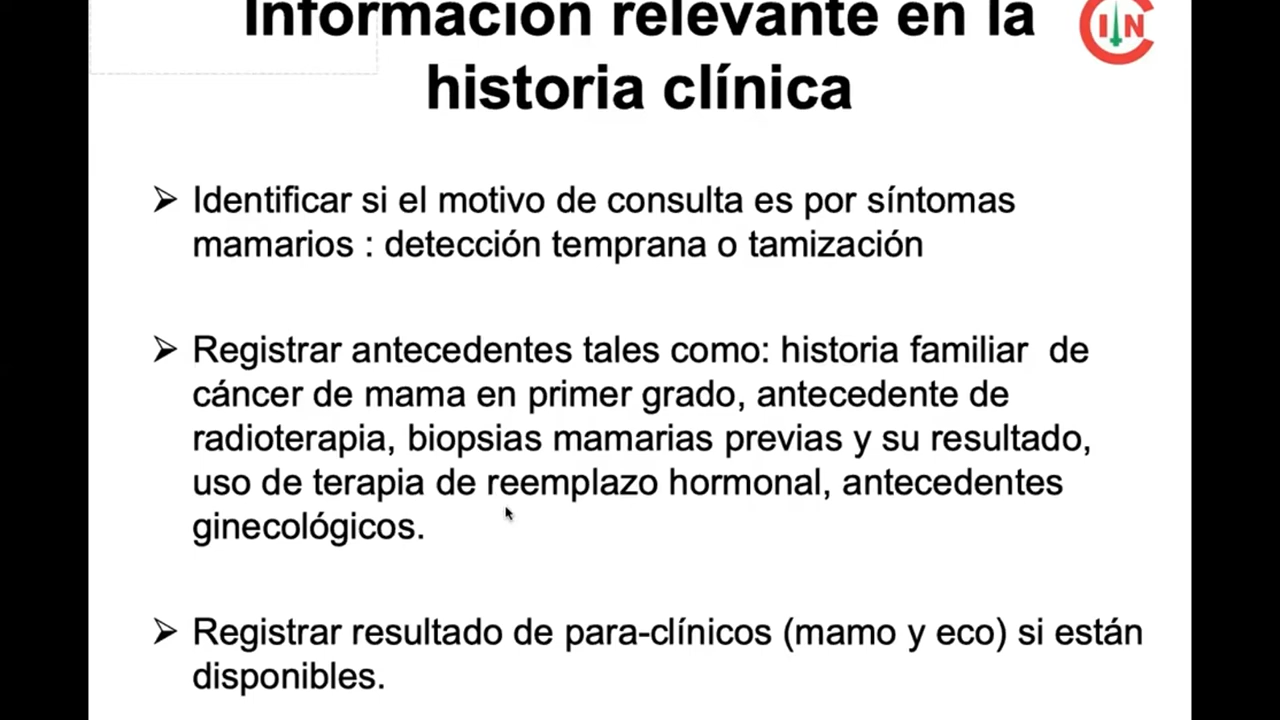 Información relevante en la
historia clínica
➢ Identificar si el motivo de consulta es por síntomas
mamarios : detección temprana o tamización
➢ Registrar antecedentes tales como: historia familiar  de
cáncer de mama en primer grado, antecedente de
radioterapia, biopsias mamarias previas y su resultado,
uso de terapia de reemplazo hormonal, antecedentes
ginecológicos.
➢ Registrar resultado de para-clínicos (mamo y eco) si están
disponibles.